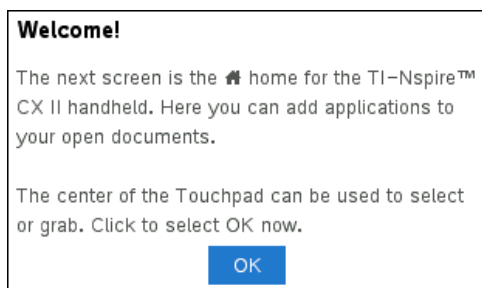 Welcome!
The next screen is the home for the TI-Nspire™
CX II handheld. Here you can add applications to
your open documents.
The center of the Touchpad can be used to select
or grab. Click to select OK now.
OK